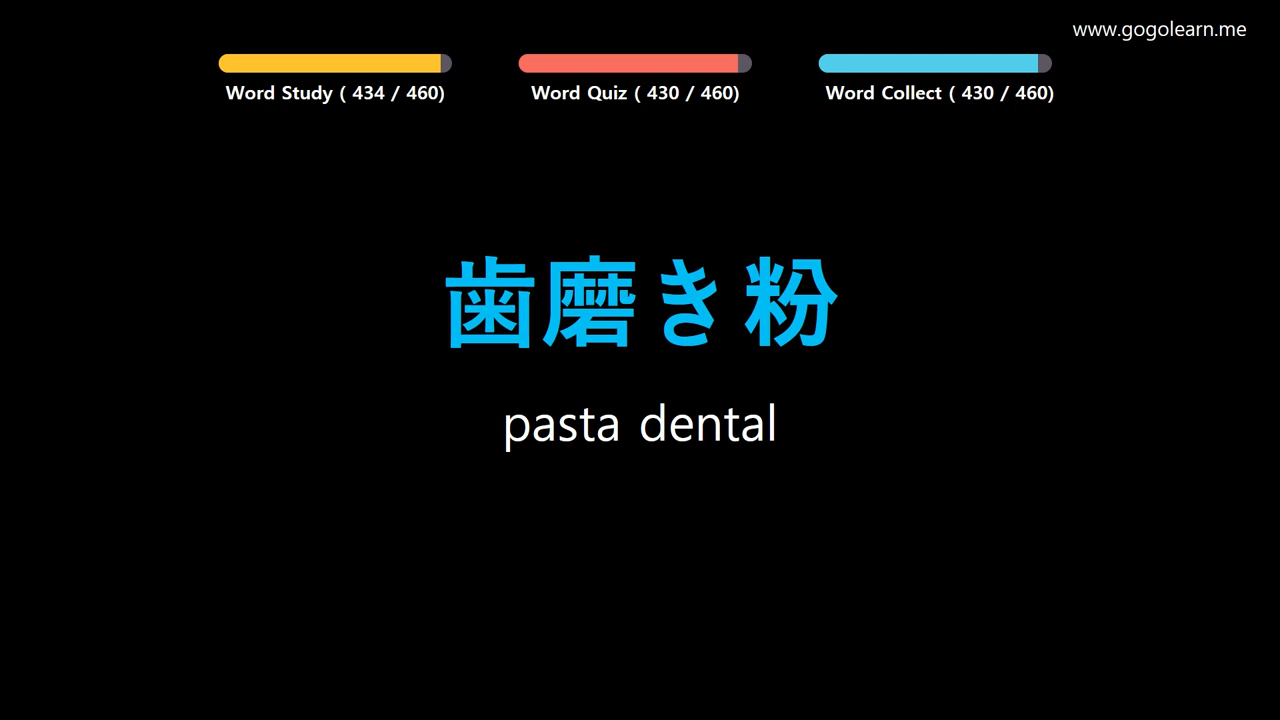 www.gogolearn.me
Word Study ( 434 / 460)
Word Quiz ( 430 / 460)
Word Collect ( 430 / 460)
歯磨き粉
pasta dental